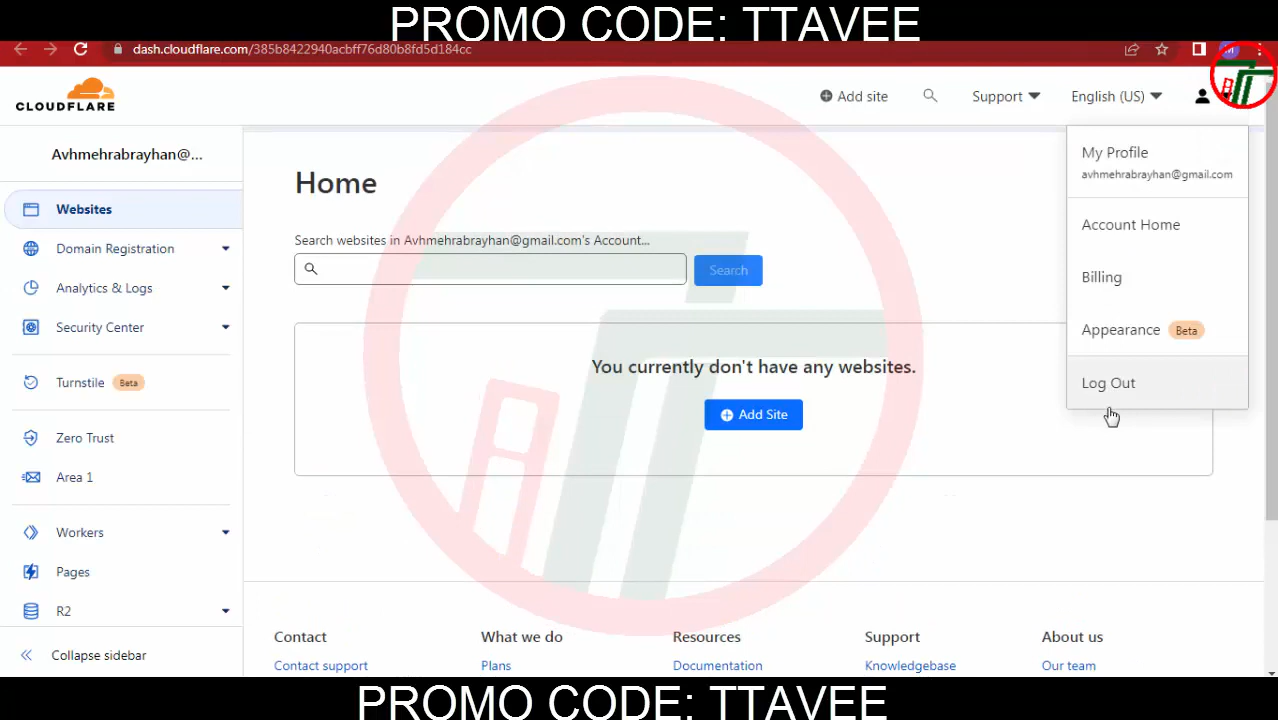 PROMO CODE: TTAVEE
dash.cloudflare.com/385b8422940acbff76d80b8fd5d184cc
CLOUDFLARE
Add site
Support
English (US)
Avhmehrabrayhan@...
Websites
Domain Registration
Analytics & Logs
Security Center
Turnstile Beta
Zero Trust
Area 1
Workers
Pages
R2
Collapse sidebar
Home
Search websites in Avhmehrabrayhan@gmail.com's Account...
Search
You currently don't have any websites.
Add Site
My Profile
avhmehrabrayhan@gmail.com
Account Home
Billing
Appearance Beta
Log Out
Contact
What we do
Resources
Support
About us
Contact support
Plans
Documentation
Knowledgebase
Our team
PROMO CODE: TTAVEE